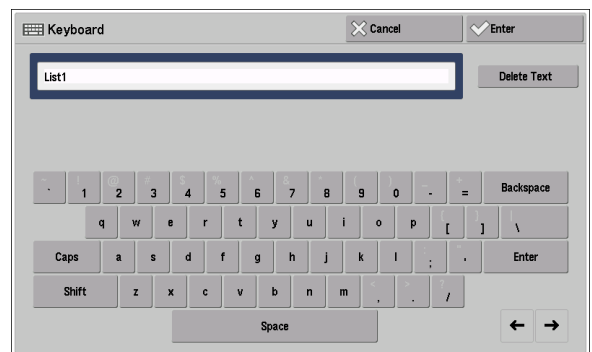 Keyboard Cancel Enter
List1 Delete Text
! 1 @ 2 # 3 $ 4 % 5 6 & 7 * 8 ( 9 ) 0 _ - + = Backspace
q w e r t y u i o p { [ } ] | \
Caps a s d f g h j k l : ; " ' Enter
Shift z x c v b n m < , > . ? /
Space ← →